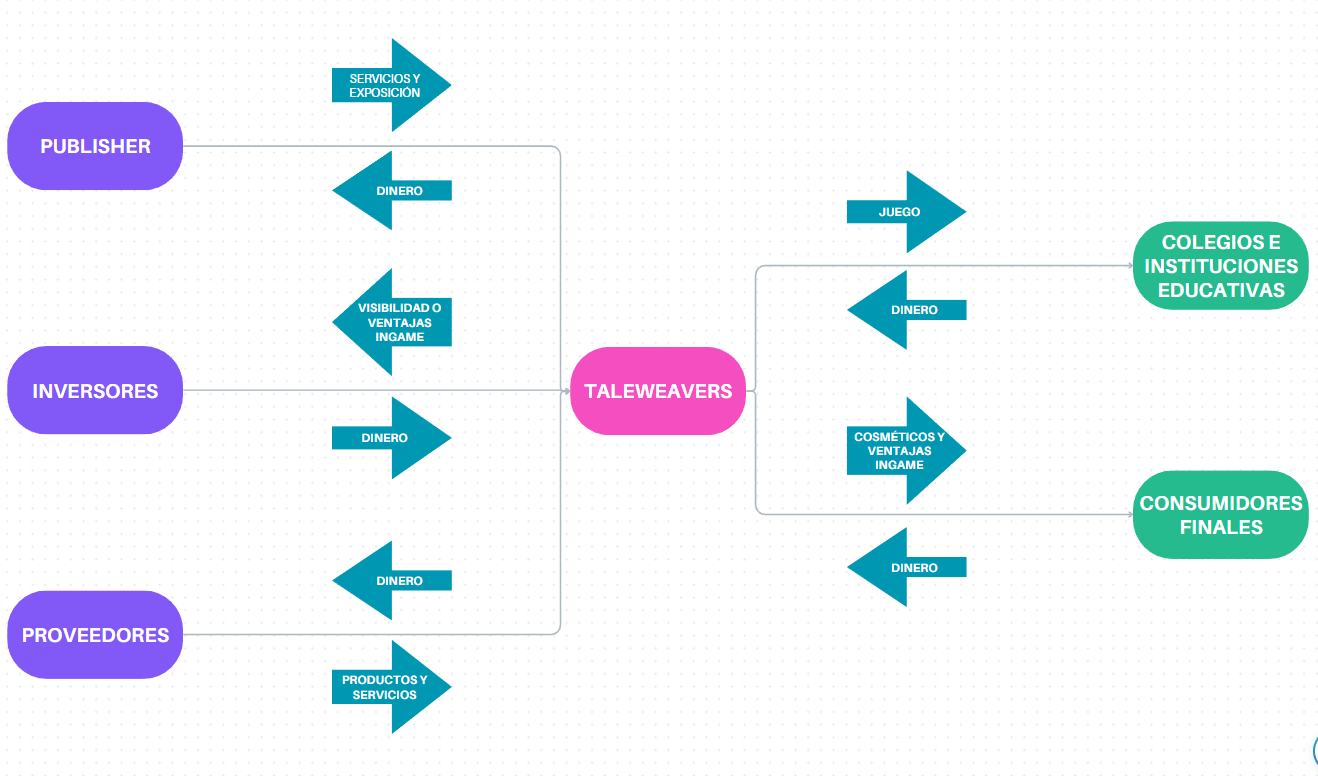 SERVICIOS Y
EXPOSICIÓN
PUBLISHER
DINERO
VISIBILIDAD O
VENTAJAS
INGAME
INVERSORES
DINERO
DINERO
PROVEEDORES
PRODUCTOS Y
SERVICIOS
TALEWEAVERS
JUEGO
COLEGIOS E
INSTITUCIONES
EDUCATIVAS
DINERO
COSMÉTICOS Y
VENTAJAS
INGAME
CONSUMIDORES
FINALES
DINERO